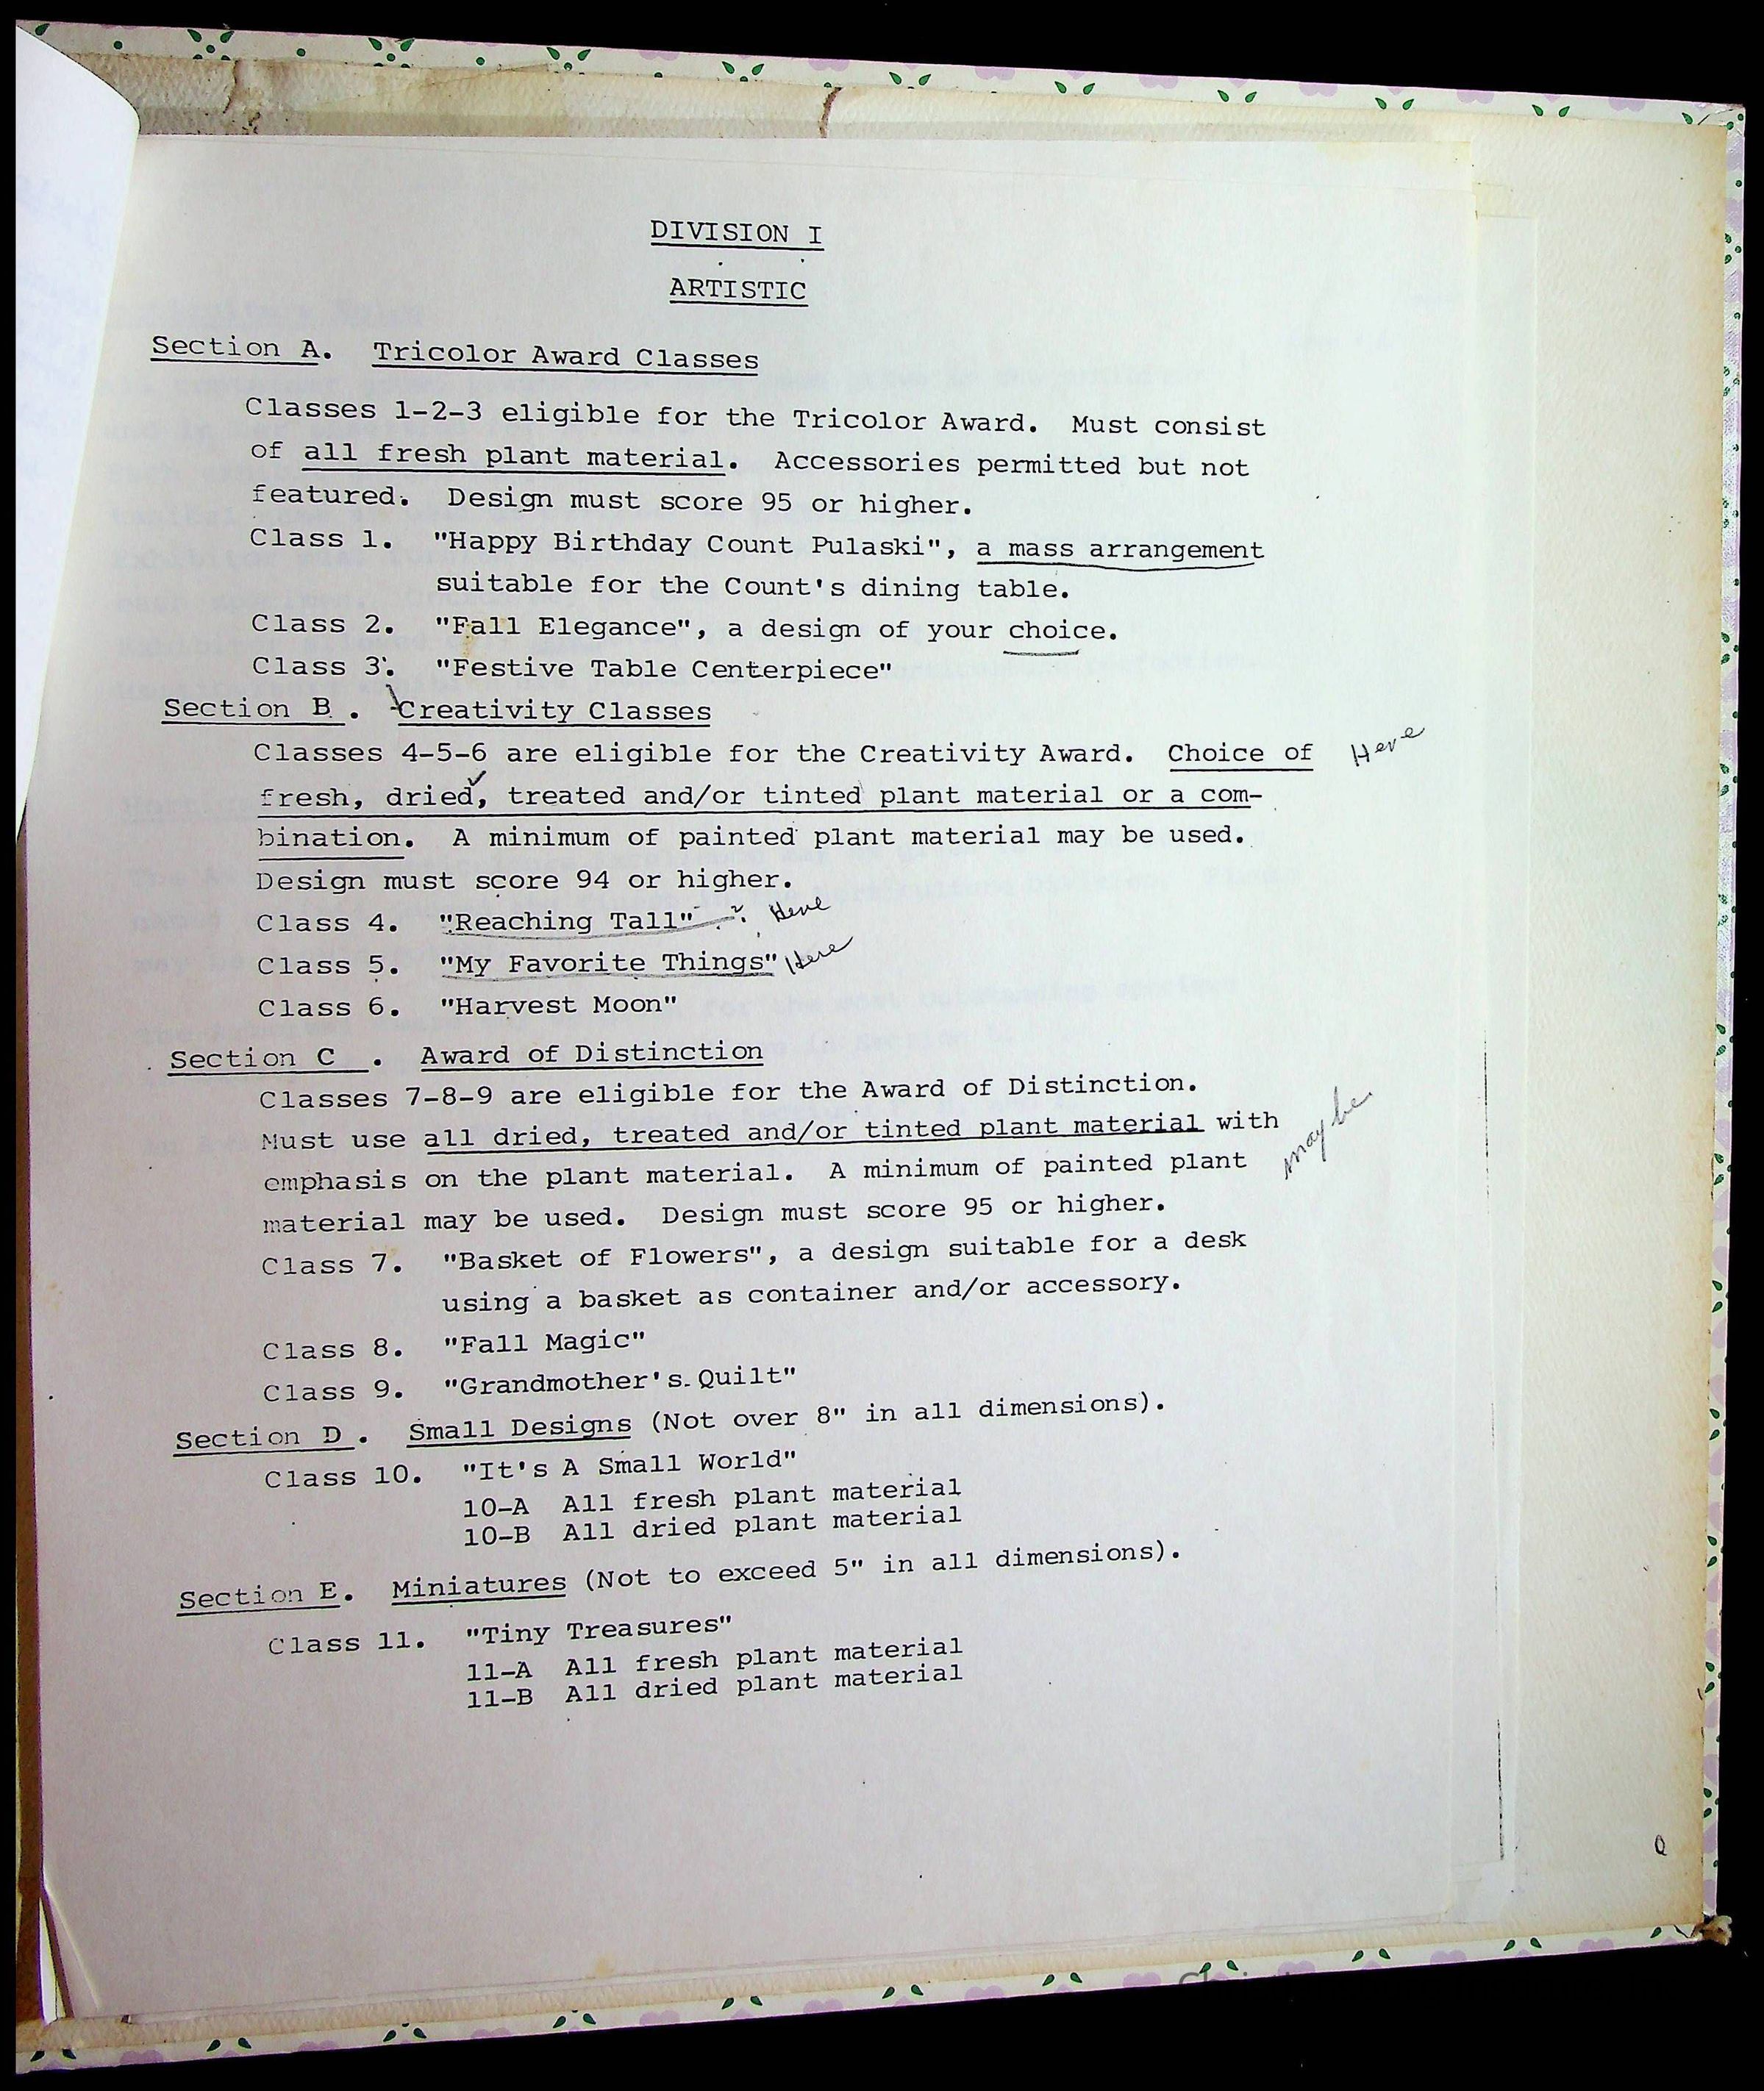 DIVISION I
ARTISTIC
Section A. Tricolor Award Classes
Classes 1-2-3 eligible for the Tricolor Award. Must consist
of all fresh plant material. Accessories permitted but not
featured. Design must score 95 or higher.
Class 1. "Happy Birthday Count Pulaski", a mass arrangement
suitable for the Count's dining table.
Class 2. "Fall Elegance", a design of your choice.
Class 3. "Festive Table Centerpiece"
Section B. Creativity Classes
Classes 4-5-6 are eligible for the Creativity Award. Choice of Here
fresh, dried, treated and/or tinted plant material or a com-
bination. A minimum of painted plant material may be used.
Design must score 94 or higher.
Class 4. "Reaching Tall" ? Here
Class 5. "My Favorite Things" Here
Class 6. "Harvest Moon"
Section C. Award of Distinction
Classes 7-8-9 are eligible for the Award of Distinction.
Must use all dried, treated and/or tinted plant material with maybe
emphasis on the plant material. A minimum of painted plant
material may be used. Design must score 95 or higher.
Class 7. "Basket of Flowers", a design suitable for a desk
using a basket as container and/or accessory.
Class 8. "Fall Magic"
Class 9. "Grandmother's Quilt"
Section D. Small Designs (Not over 8" in all dimensions).
Class 10. "It's A Small World"
10-A All fresh plant material
10-B All dried plant material
Section E. Miniatures (Not to exceed 5" in all dimensions).
Class 11. "Tiny Treasures"
11-A All fresh plant material
11-B All dried plant material